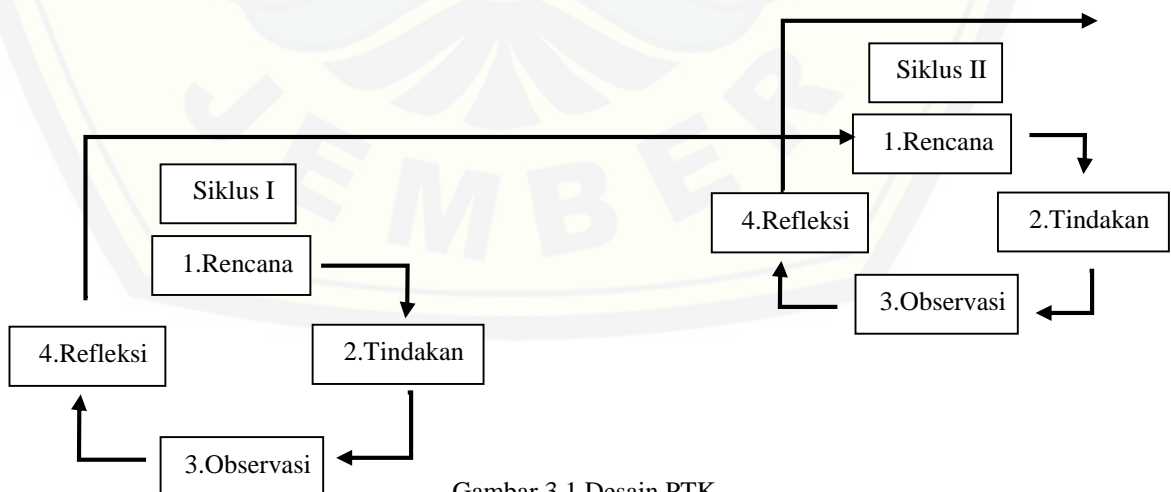 Siklus II
1.Rencana
2.Tindakan
3.Observasi
4.Refleksi
Siklus I
1.Rencana
2.Tindakan
3.Observasi
4.Refleksi
JEMBER
Gambar 3.1 Desain PTK